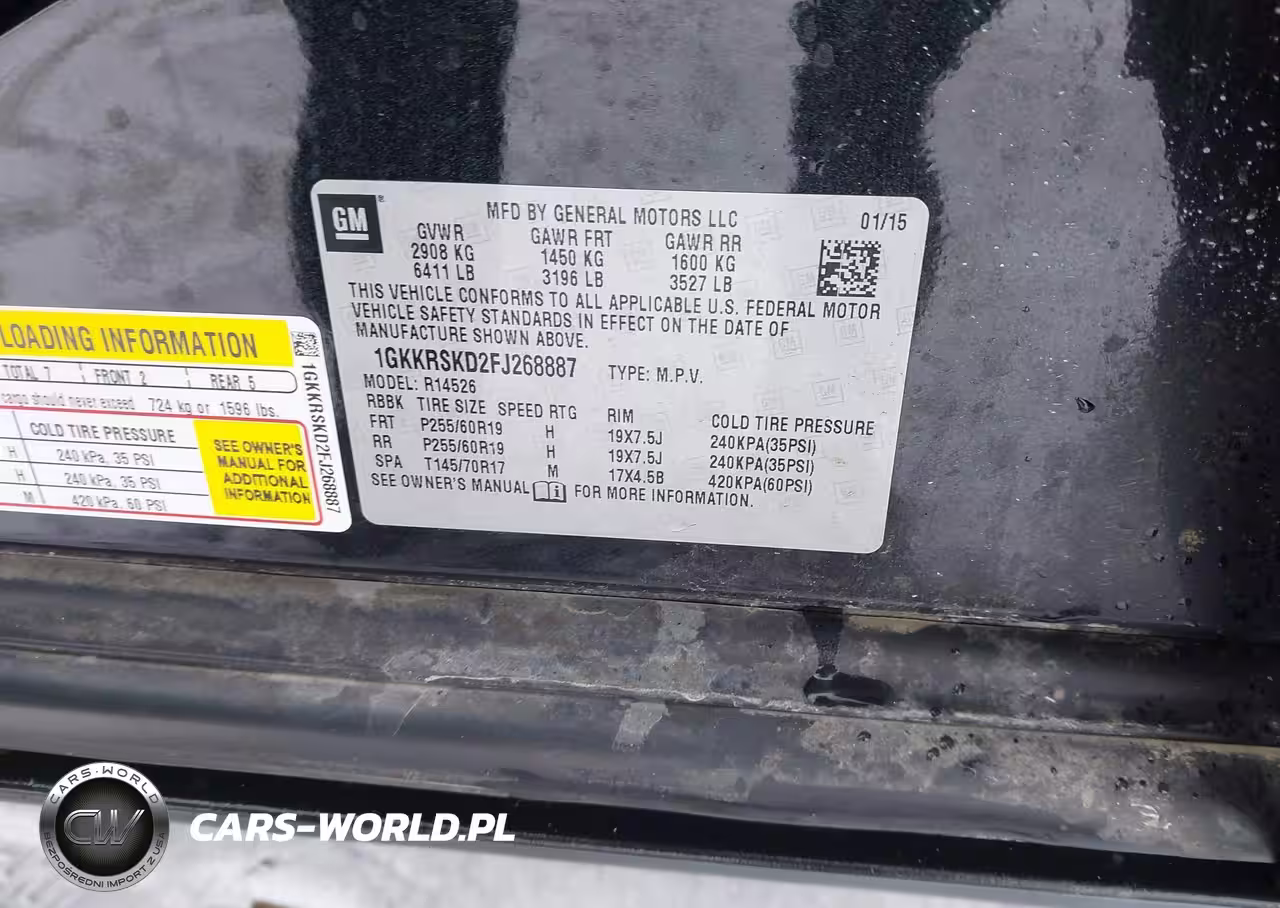 GM
MFD BY GENERAL MOTORS LLC 01/15
GVWR GAWR FRT GAWR RR
2908 KG 1450 KG 1600 KG
6411 LB 3196 LB 3527 LB
THIS VEHICLE CONFORMS TO ALL APPLICABLE U.S. FEDERAL MOTOR
VEHICLE SAFETY STANDARDS IN EFFECT ON THE DATE OF
MANUFACTURE SHOWN ABOVE.
1GKKRSKD2FJ268887 TYPE: M.P.V.
MODEL: R14526
RBBK TIRE SIZE SPEED RTG RIM COLD TIRE PRESSURE
FRT P255/60R19 H 19X7.5J 240KPA(35PSI)
RR P255/60R19 H 19X7.5J 240KPA(35PSI)
SPA T145/70R17 M 17X4.5B 420KPA(60PSI)
SEE OWNER'S MANUAL FOR MORE INFORMATION.
LOADING INFORMATION
TOTAL 7 FRONT 2 REAR 5
cargo should never exceed 724 kg or 1596 lbs.
COLD TIRE PRESSURE
H 240 kPa, 35 PSI
H 240 kPa, 35 PSI
M 420 kPa, 60 PSI
SEE OWNER'S
MANUAL FOR
ADDITIONAL
INFORMATION
1GKKRSKD2FJ268887
CARS-WORLD
CW
BEZPOŚREDNI IMPORT Z USA
CARS-WORLD.PL